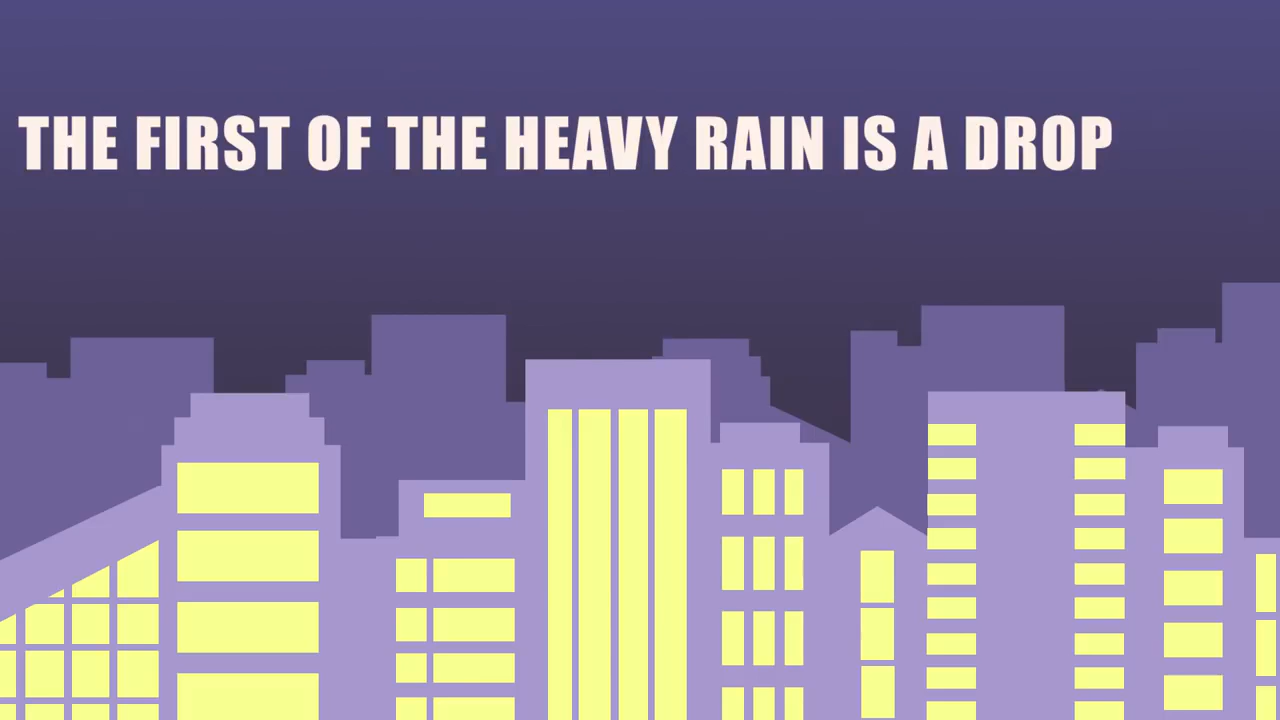 THE FIRST OF THE HEAVY RAIN IS A DROP